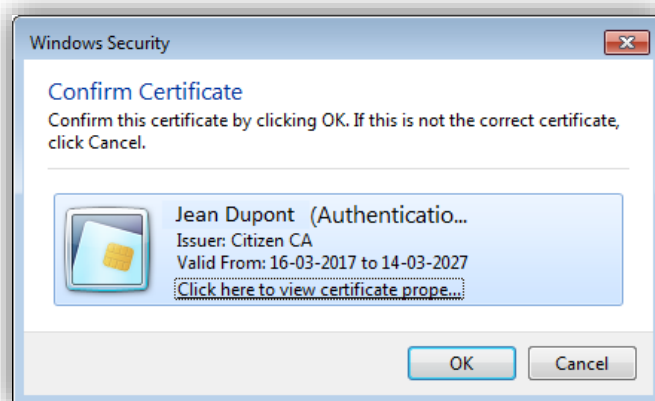 Windows Security
Confirm Certificate
Confirm this certificate by clicking OK. If this is not the correct certificate,
click Cancel.
Jean Dupont (Authenticatio...
Issuer: Citizen CA
Valid From: 16-03-2017 to 14-03-2027
Click here to view certificate prope...
OK Cancel